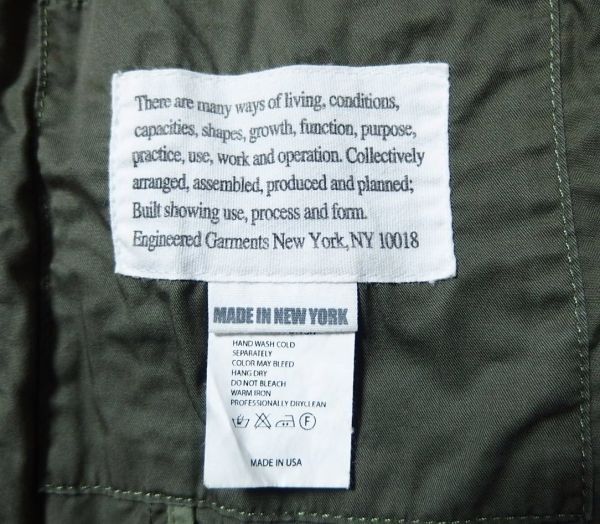 There are many ways of living, conditions,
capacities, shapes, growth, function, purpose,
practice, use, work and operation. Collectively
arranged, assembled, produced and planned;
Built showing use, process and form.
Engineered Garments New York, NY 10018
MADE IN NEW YORK
HAND WASH COLD
SEPARATELY
COLOR MAY BLEED
HANG DRY
DO NOT BLEACH
WARM IRON
PROFESSIONALLY DRYCLEAN
F
MADE IN USA